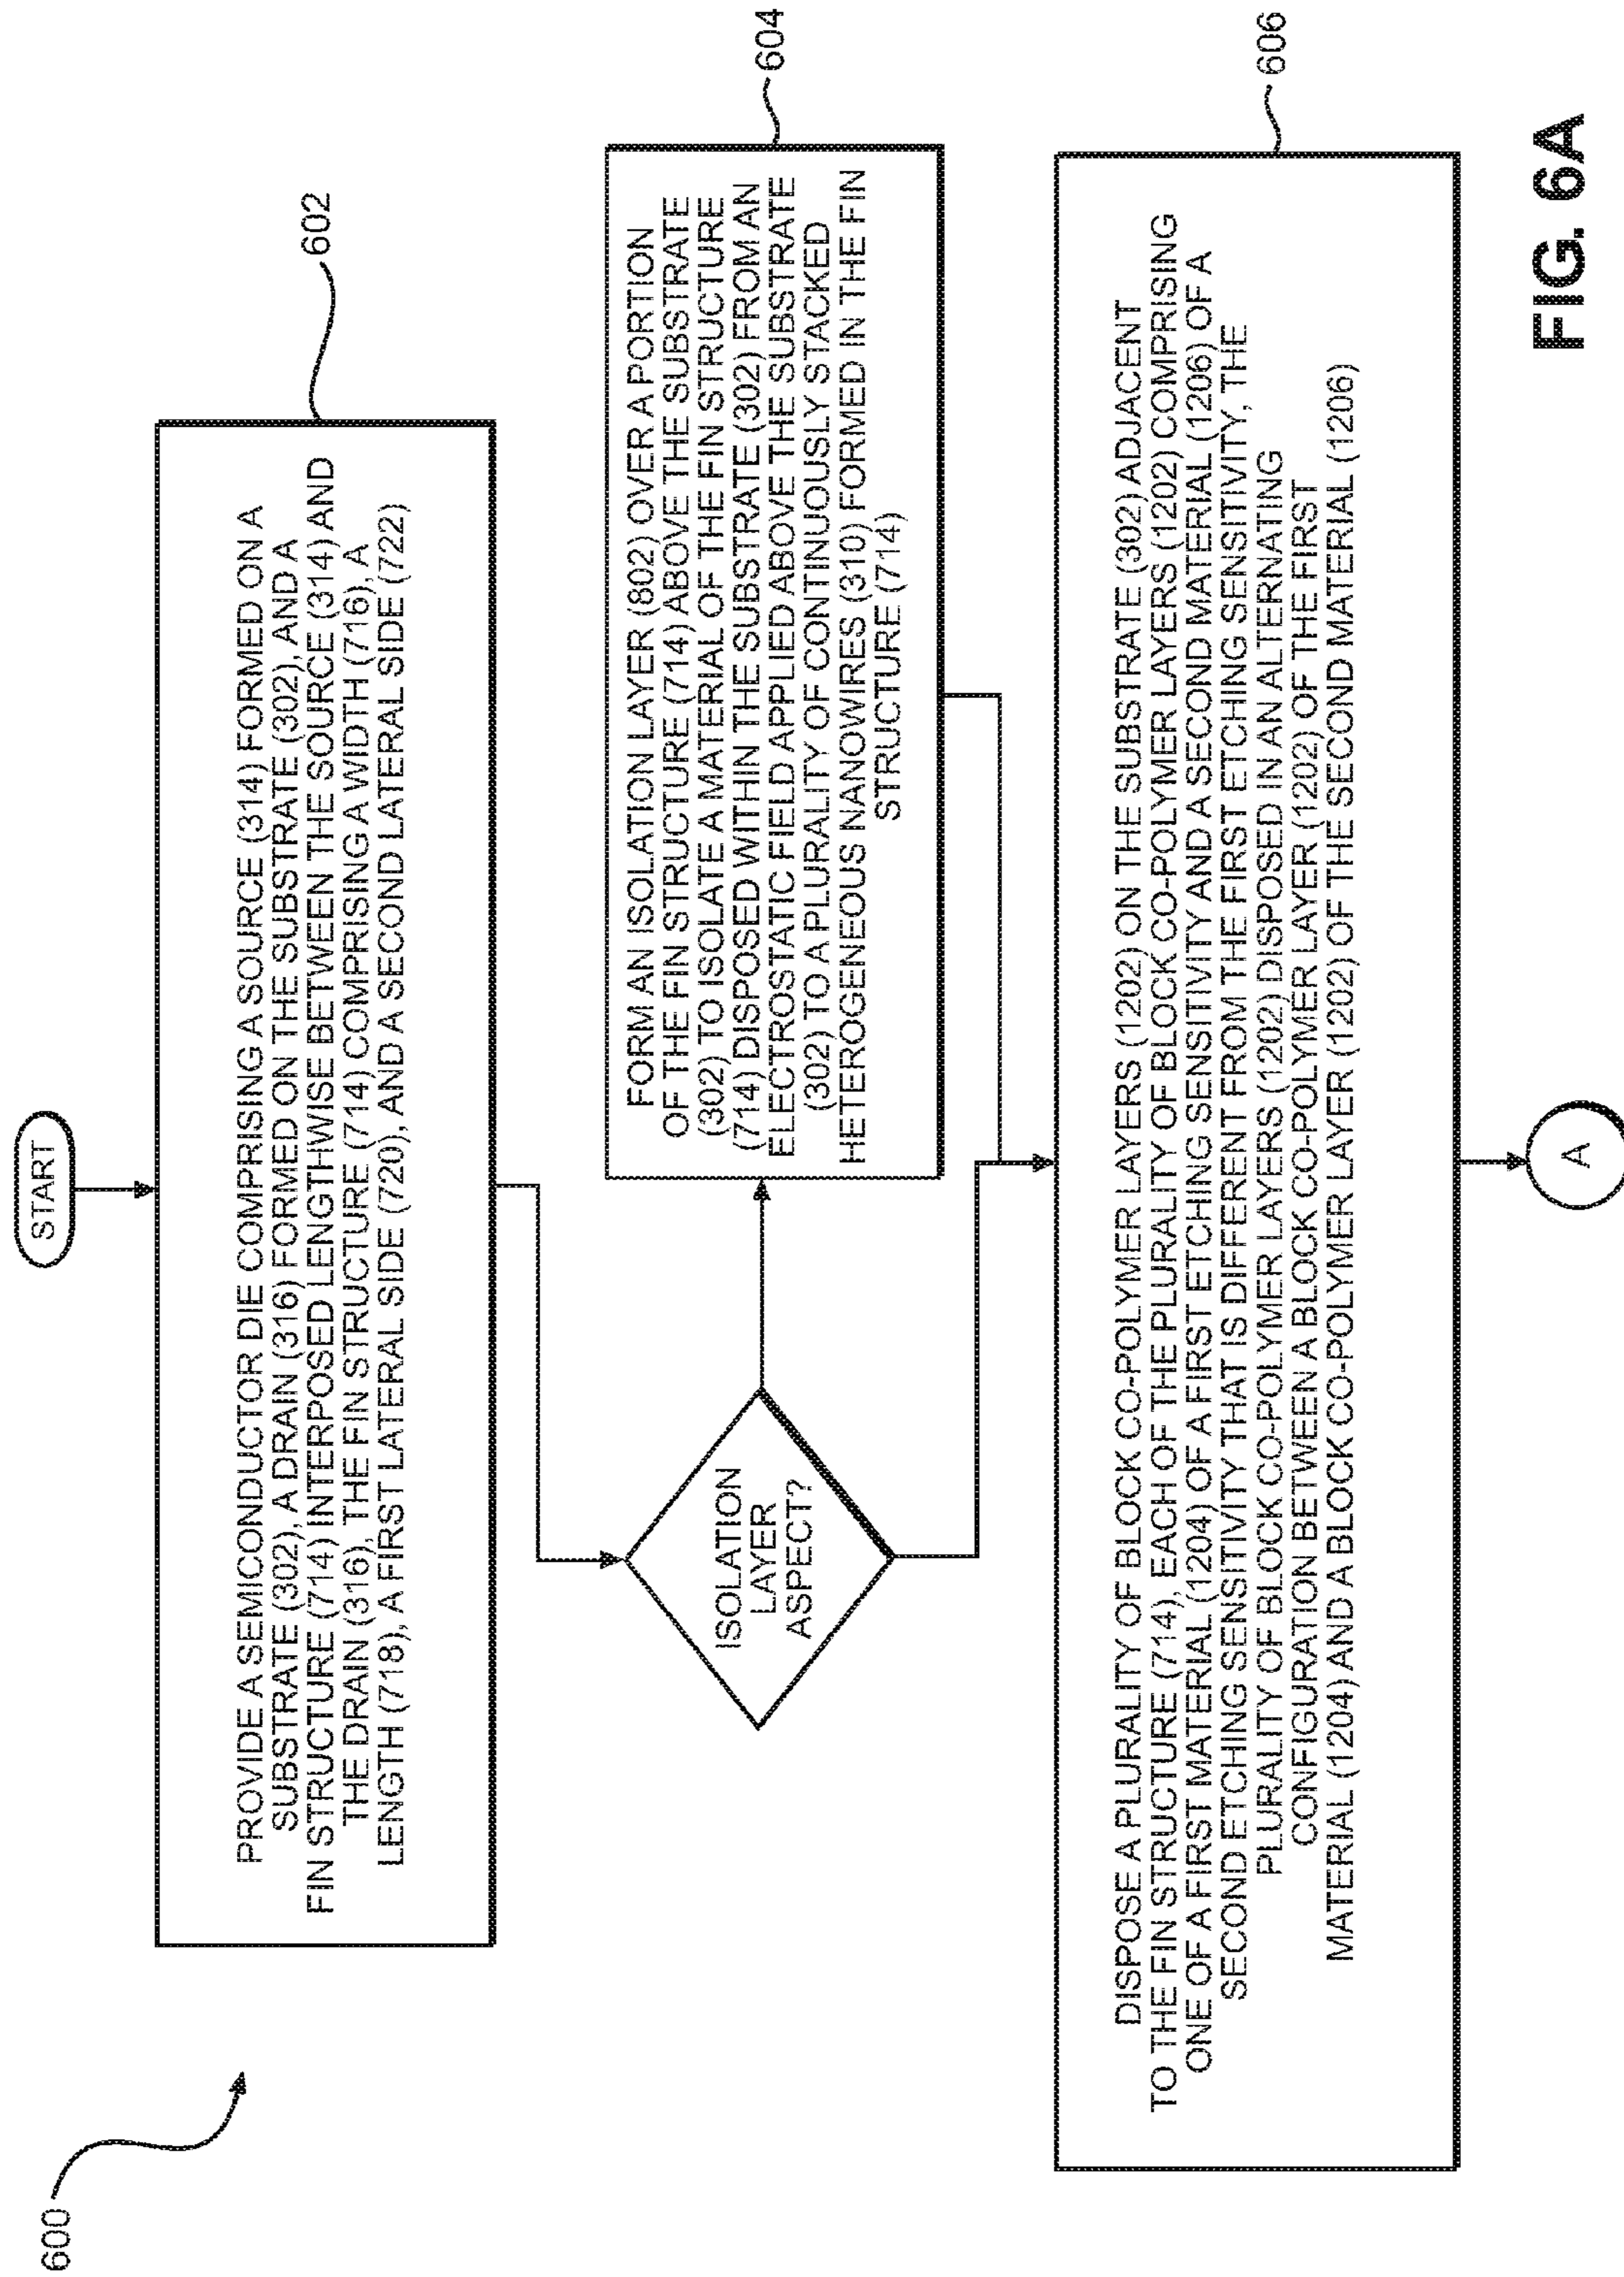 600
START
602
PROVIDE A SEMICONDUCTOR DIE COMPRISING A SOURCE (314) FORMED ON A
SUBSTRATE (302), A DRAIN (316) FORMED ON THE SUBSTRATE (302), AND A
FIN STRUCTURE (714) INTERPOSED LENGTHWISE BETWEEN THE SOURCE (314) AND
THE DRAIN (316), THE FIN STRUCTURE (714) COMPRISING A WIDTH (716), A
LENGTH (718), A FIRST LATERAL SIDE (720), AND A SECOND LATERAL SIDE (722)
ISOLATION
LAYER
ASPECT?
604
FORM AN ISOLATION LAYER (802) OVER A PORTION
OF THE FIN STRUCTURE (714) ABOVE THE SUBSTRATE
(302) TO ISOLATE A MATERIAL OF THE FIN STRUCTURE
(714) DISPOSED WITHIN THE SUBSTRATE (302) FROM AN
ELECTROSTATIC FIELD APPLIED ABOVE THE SUBSTRATE
(302) TO A PLURALITY OF CONTINUOUSLY STACKED
HETEROGENEOUS NANOWIRES (310) FORMED IN THE FIN
STRUCTURE (714)
606
DISPOSE A PLURALITY OF BLOCK CO-POLYMER LAYERS (1202) ON THE SUBSTRATE (302) ADJACENT
TO THE FIN STRUCTURE (714), EACH OF THE PLURALITY OF BLOCK CO-POLYMER LAYERS (1202) COMPRISING
ONE OF A FIRST MATERIAL (1204) OF A FIRST ETCHING SENSITIVITY AND A SECOND MATERIAL (1206) OF A
SECOND ETCHING SENSITIVITY THAT IS DIFFERENT FROM THE FIRST ETCHING SENSITIVITY, THE
PLURALITY OF BLOCK CO-POLYMER LAYERS (1202) DISPOSED IN AN ALTERNATING
CONFIGURATION BETWEEN A BLOCK CO-POLYMER LAYER (1202) OF THE FIRST
MATERIAL (1204) AND A BLOCK CO-POLYMER LAYER (1202) OF THE SECOND MATERIAL (1206)
A
FIG. 6A